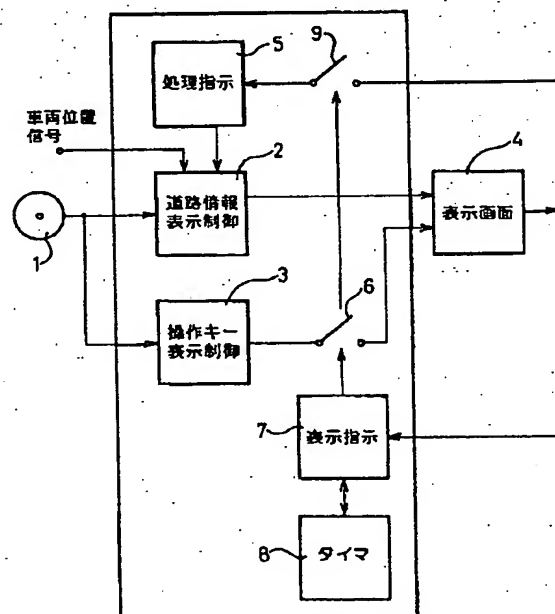 5
9
処理指示
車両位置
信号
2
4
道路情報
表示制御
表示画面
1
3
6
操作キー
表示制御
7
表示指示
8
タイマ